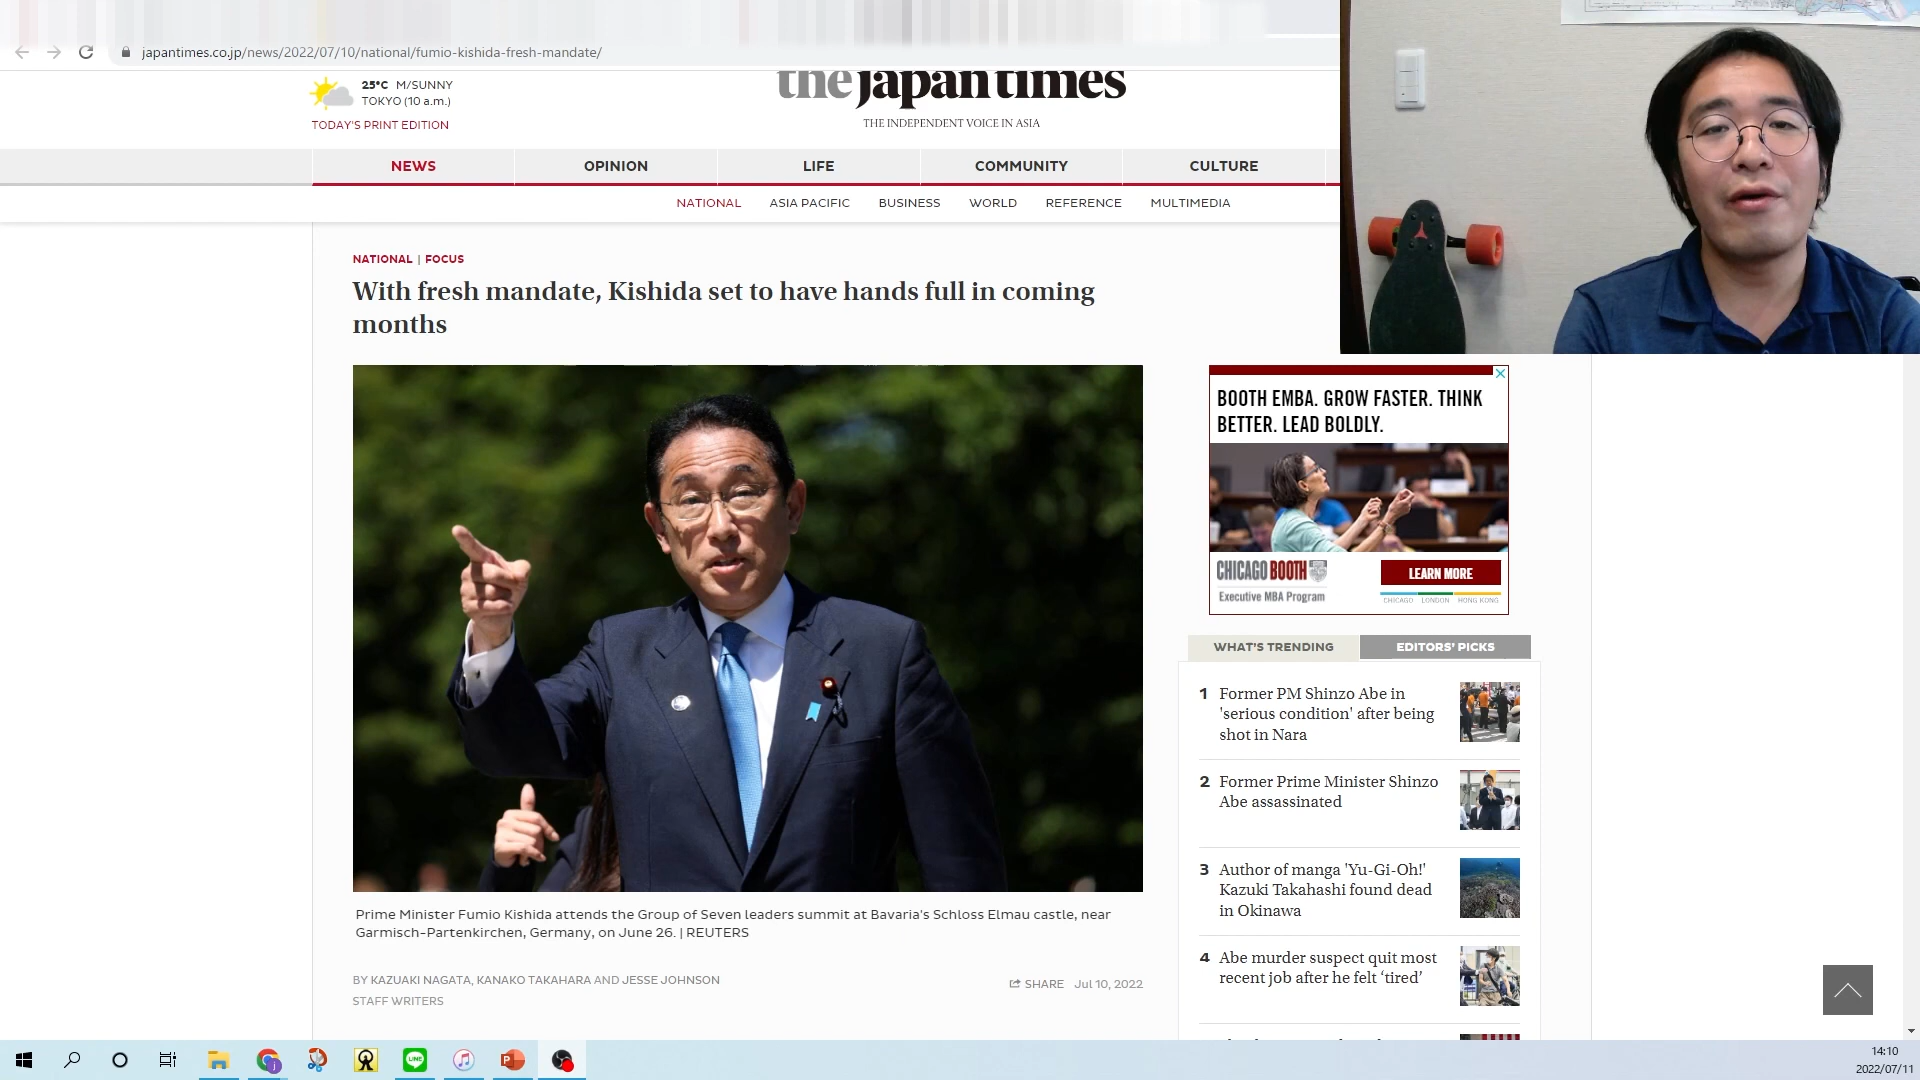 japantimes.co.jp/news/2022/07/10/national/fumio-kishida-fresh-mandate/
25°C M/SUNNY
TOKYO (10 a.m.)
TODAY'S PRINT EDITION
the japan times
THE INDEPENDENT VOICE IN ASIA
NEWS OPINION LIFE COMMUNITY CULTURE
NATIONAL ASIA PACIFIC BUSINESS WORLD REFERENCE MULTIMEDIA
NATIONAL | FOCUS
With fresh mandate, Kishida set to have hands full in coming
months
Prime Minister Fumio Kishida attends the Group of Seven leaders summit at Bavaria's Schloss Elmau castle, near
Garmisch-Partenkirchen, Germany, on June 26. | REUTERS
BY KAZUAKI NAGATA, KANAKO TAKAHARA AND JESSE JOHNSON
STAFF WRITERS
SHARE Jul 10, 2022
BOOTH EMBA. GROW FASTER. THINK
BETTER. LEAD BOLDLY.
CHICAGO BOOTH
Executive MBA Program
LEARN MORE
CHICAGO LONDON HONG KONG
WHAT'S TRENDING EDITORS' PICKS
1 Former PM Shinzo Abe in
'serious condition' after being
shot in Nara
2 Former Prime Minister Shinzo
Abe assassinated
3 Author of manga 'Yu-Gi-Oh!'
Kazuki Takahashi found dead
in Okinawa
4 Abe murder suspect quit most
recent job after he felt ‘tired’
LINE
14:10
2022/07/11